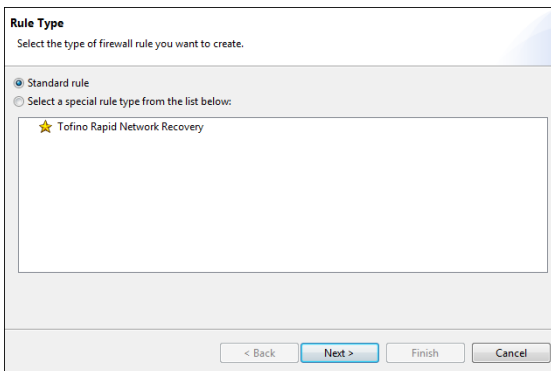 Rule Type
Select the type of firewall rule you want to create.
Standard rule
Select a special rule type from the list below:
Tofino Rapid Network Recovery
< Back Next > Finish Cancel